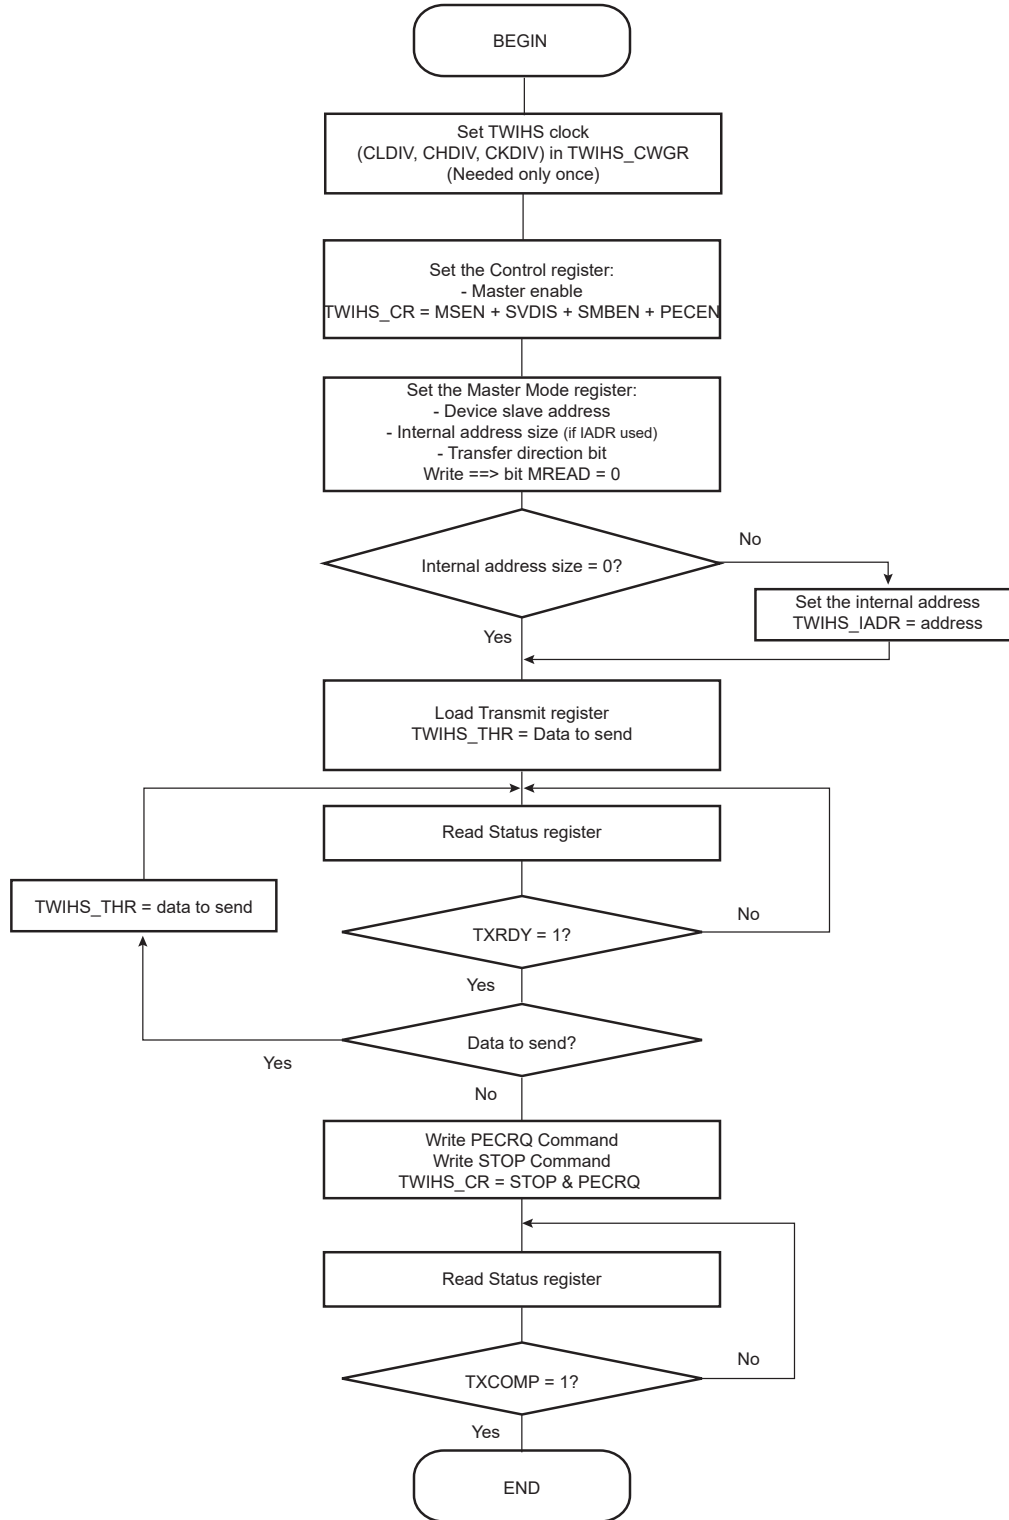 BEGIN
Set TWIHS clock
(CLDIV, CHDIV, CKDIV) in TWIHS_CWGR
(Needed only once)
Set the Control register:
- Master enable
TWIHS_CR = MSEN + SVDIS + SMBEN + PECEN
Set the Master Mode register:
- Device slave address
- Internal address size (if IADR used)
- Transfer direction bit
Write ==> bit MREAD = 0
No
Internal address size = 0?
Set the internal address
TWIHS_IADR = address
Yes
Load Transmit register
TWIHS_THR = Data to send
Read Status register
TWIHS_THR = data to send
No
TXRDY = 1?
Yes
Data to send?
Yes
No
Write PECRQ Command
Write STOP Command
TWIHS_CR = STOP & PECRQ
Read Status register
No
TXCOMP = 1?
Yes
END